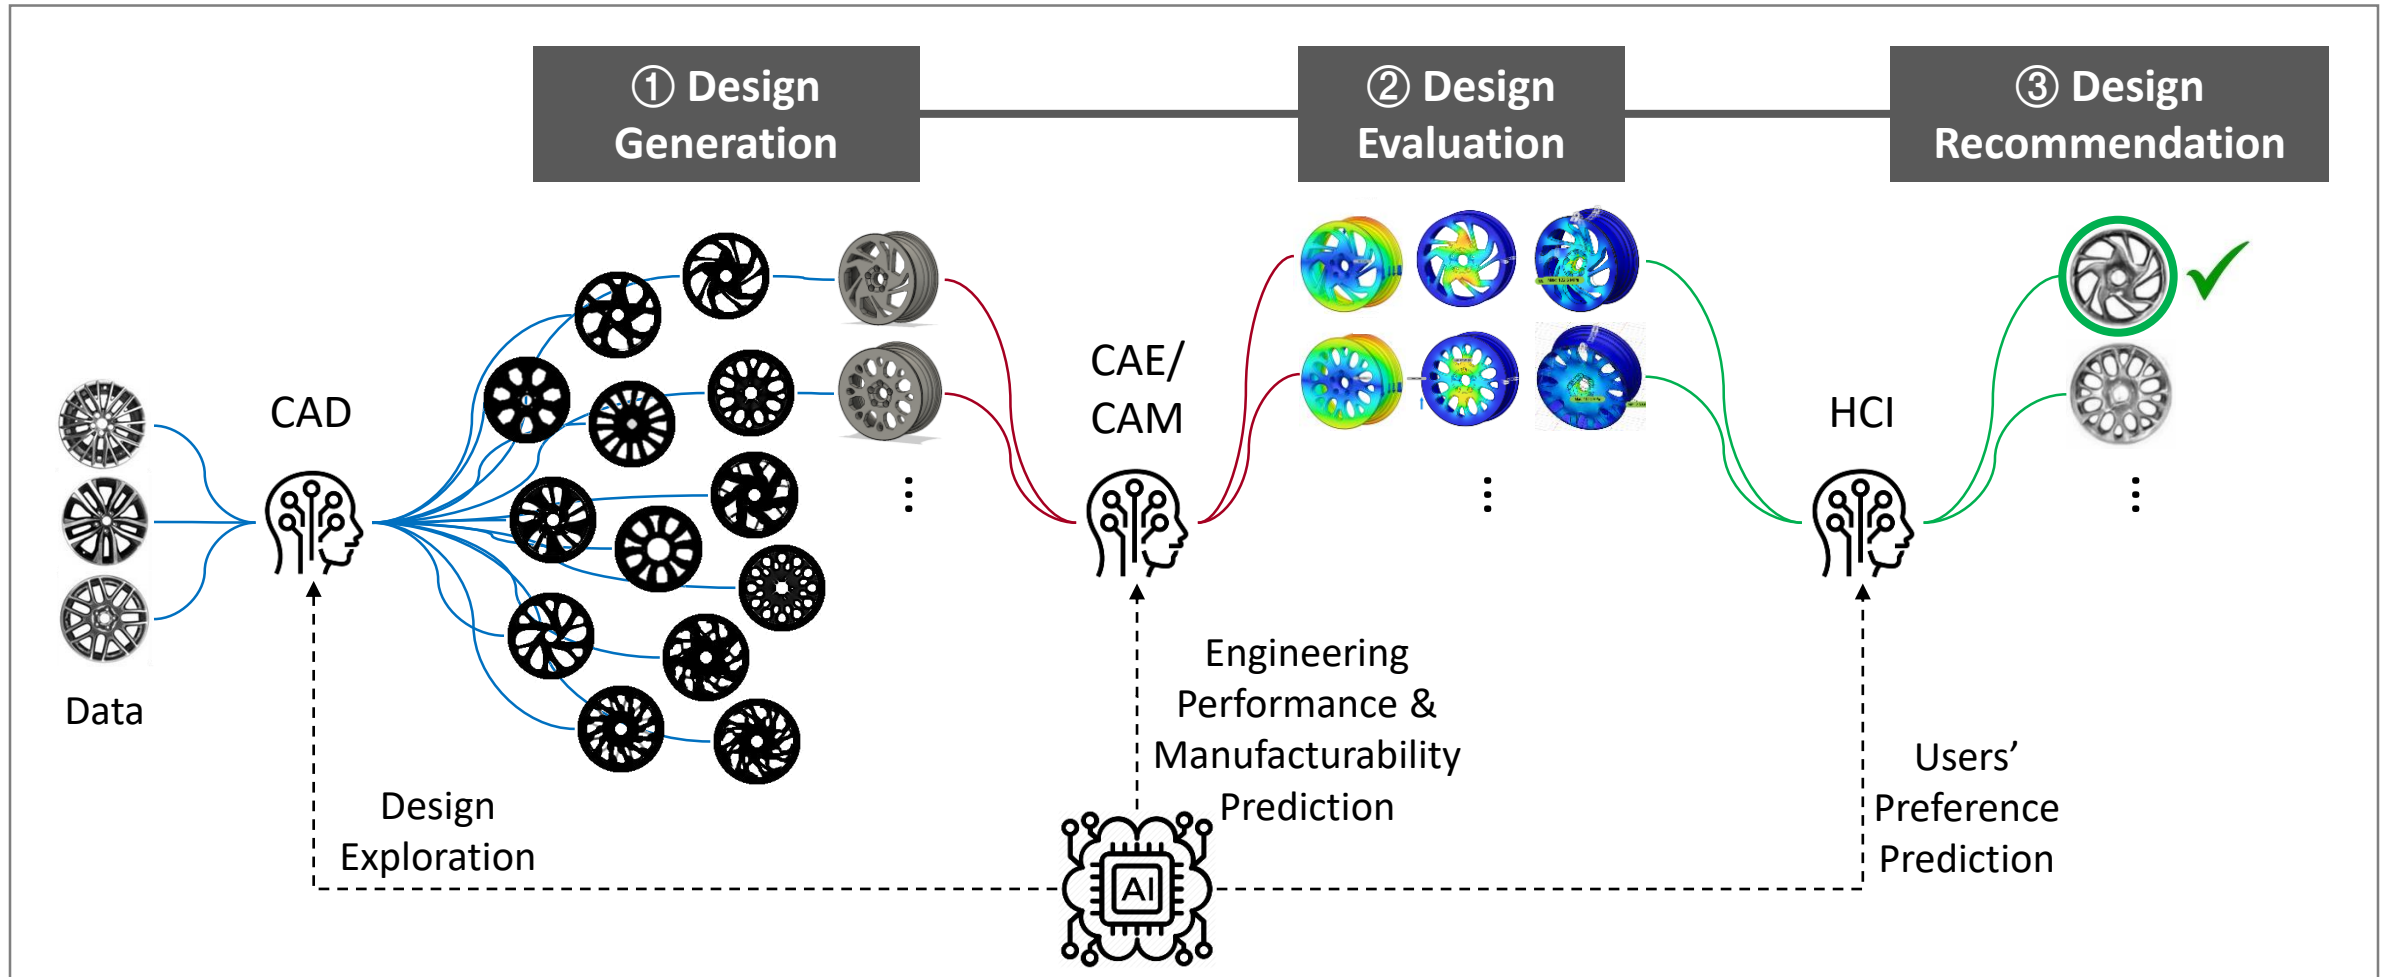 ① Design
Generation
② Design
Evaluation
③ Design
Recommendation
CAD
CAE/
CAM
HCI
Data
Design
Exploration
Engineering
Performance &
Manufacturability
Prediction
Users’
Preference
Prediction
AI